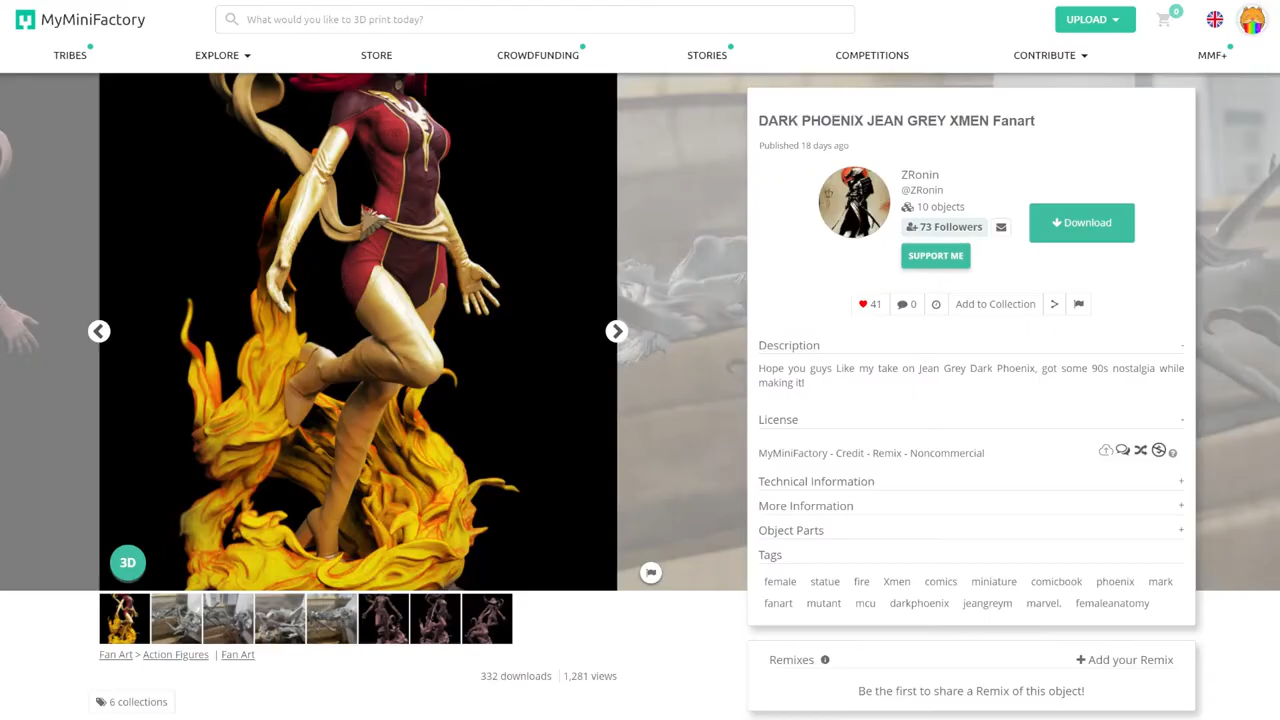 MyMiniFactory
What would you like to 3D print today?
UPLOAD
0
TRIBES
EXPLORE
STORE
CROWDFUNDING
STORIES
COMPETITIONS
CONTRIBUTE
MMF+
DARK PHOENIX JEAN GREY XMEN Fanart
Published 18 days ago
ZRonin
@ZRonin
10 objects
73 Followers
Download
SUPPORT ME
41
0
Add to Collection
Description
-
Hope you guys Like my take on Jean Grey Dark Phoenix, got some 90s nostalgia while
making it!
License
-
MyMiniFactory - Credit - Remix - Noncommercial
Technical Information
+
More Information
+
Object Parts
+
Tags
female statue fire Xmen comics miniature comicbook phoenix mark
fanart mutant mcu darkphoenix jeangreym marvel. femaleanatomy
3D
Fan Art > Action Figures | Fan Art
332 downloads 1,281 views
6 collections
Remixes
Add your Remix
Be the first to share a Remix of this object!